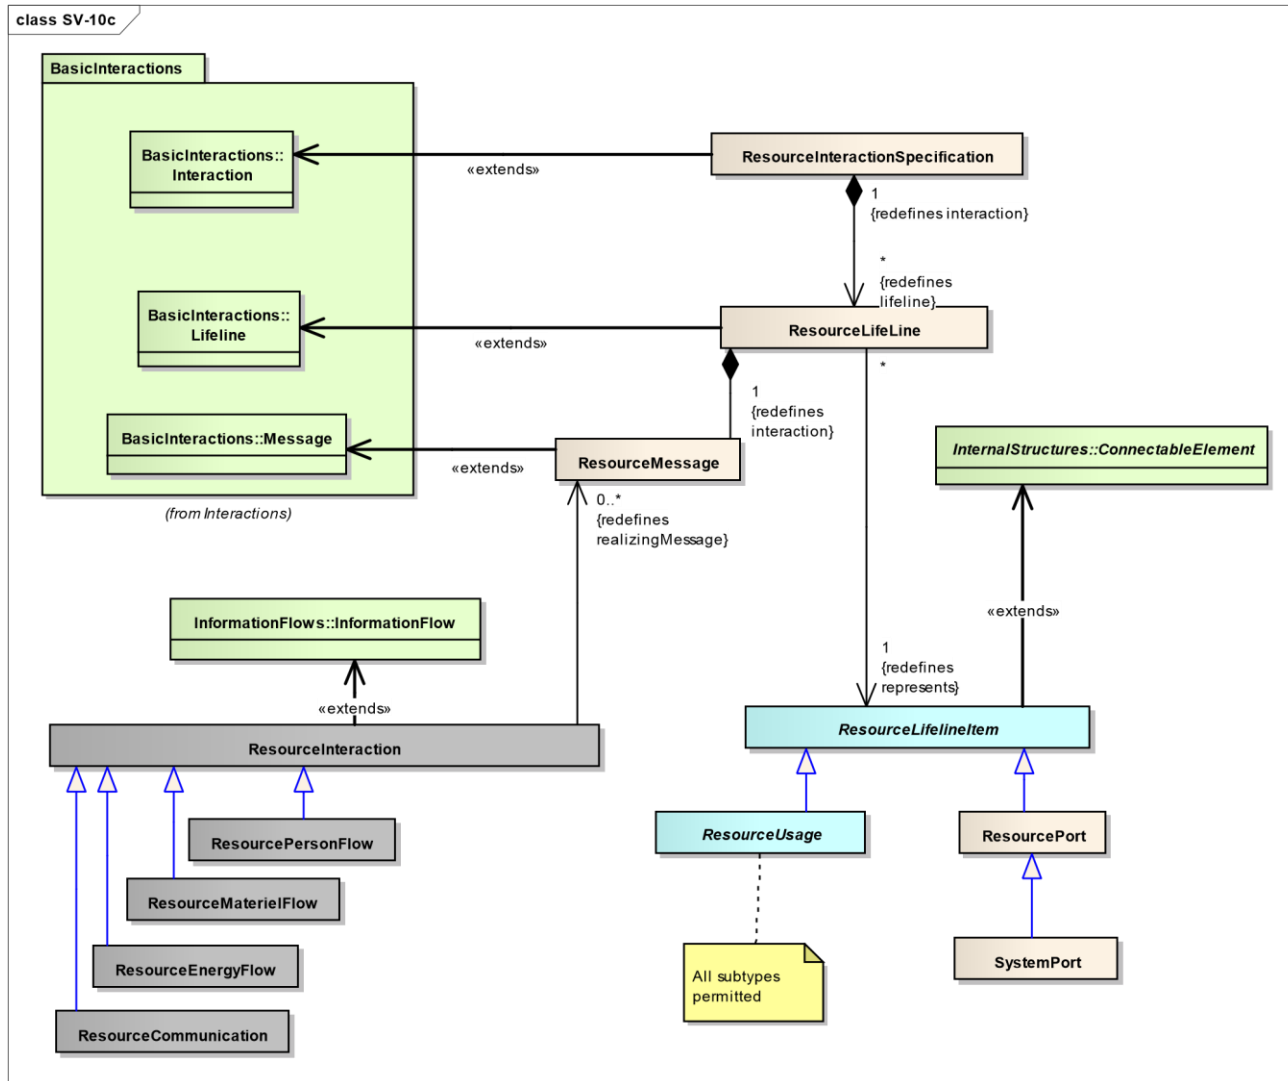 class SV-10c
BasicInteractions
BasicInteractions::
Interaction
«extends»
ResourceInteractionSpecification
1
{redefines interaction}
*
{redefines
lifeline}
BasicInteractions::
Lifeline
«extends»
ResourceLifeLine
*
1
{redefines
interaction}
BasicInteractions::Message
«extends»
ResourceMessage
InternalStructures::ConnectableElement
(from Interactions)
0..*
{redefines
realizingMessage}
InformationFlows::InformationFlow
«extends»
«extends»
1
{redefines
represents}
ResourceInteraction
ResourceLifelineItem
ResourcePersonFlow
ResourceUsage
ResourcePort
ResourceMaterielFlow
ResourceEnergyFlow
All subtypes
permitted
SystemPort
ResourceCommunication